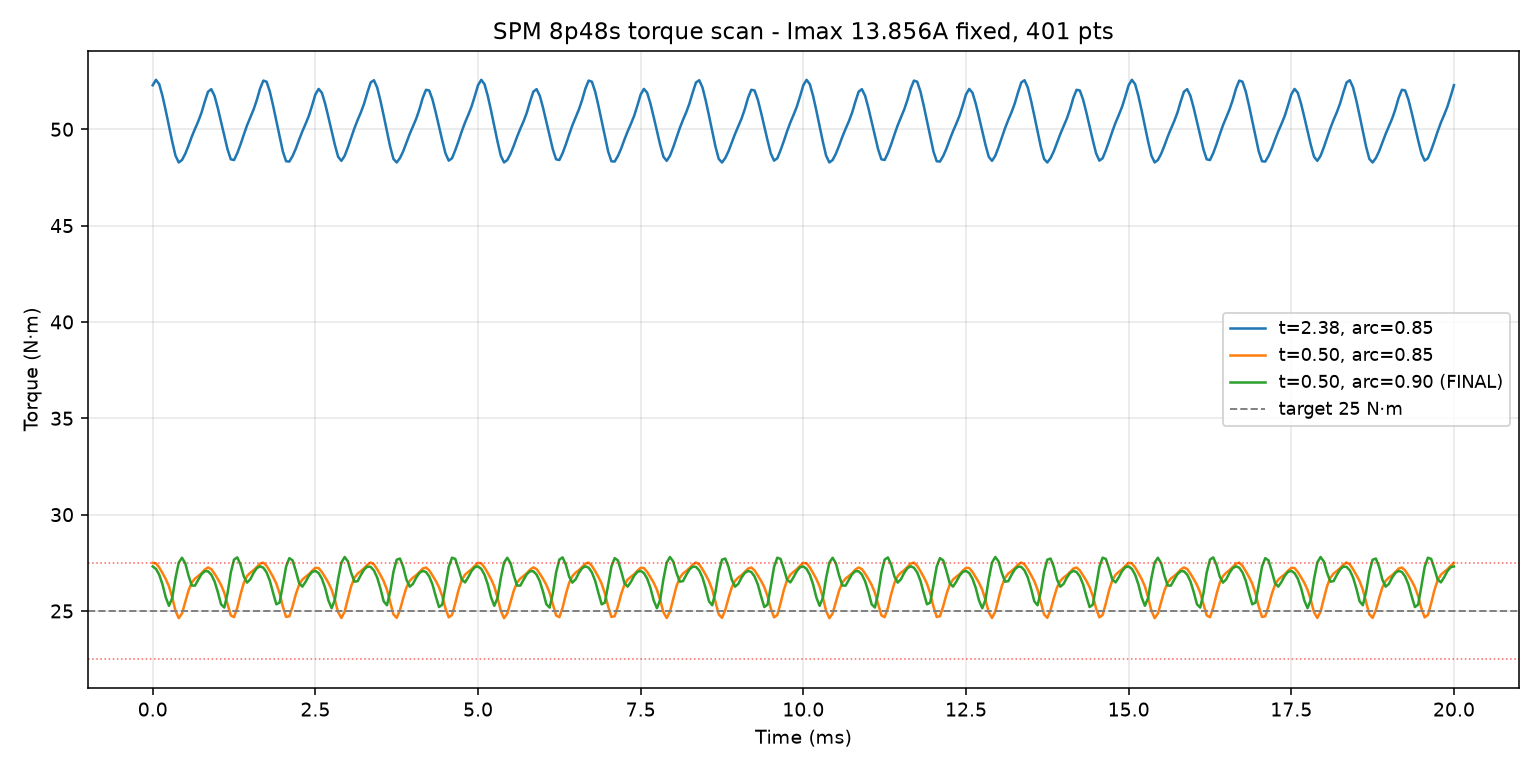 SPM 8p48s torque scan - Imax 13.856A fixed, 401 pts
Torque (N·m)
50
45
40
35
30
25
t=2.38, arc=0.85
t=0.50, arc=0.85
t=0.50, arc=0.90 (FINAL)
target 25 N·m
0.0 2.5 5.0 7.5 10.0 12.5 15.0 17.5 20.0
Time (ms)